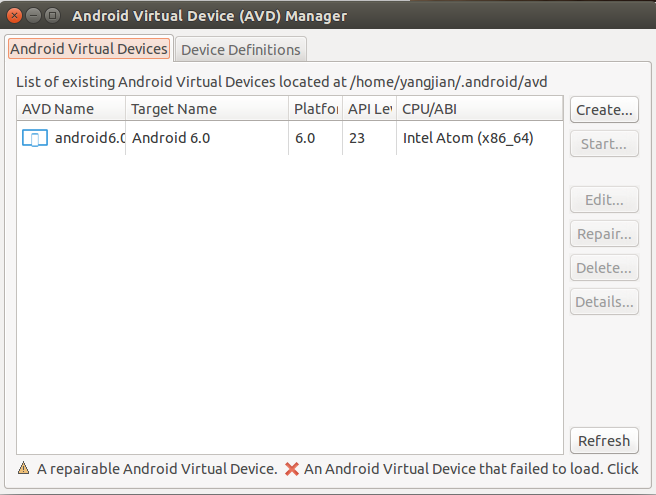 Android Virtual Device (AVD) Manager
Android Virtual Devices Device Definitions
List of existing Android Virtual Devices located at /home/yangjian/.android/avd
AVD Name Target Name Platfor API Lev CPU/ABI
android6.0 Android 6.0 6.0 23 Intel Atom (x86_64)
Create...
Start...
Edit...
Repair...
Delete...
Details...
Refresh
A repairable Android Virtual Device. An Android Virtual Device that failed to load. Click